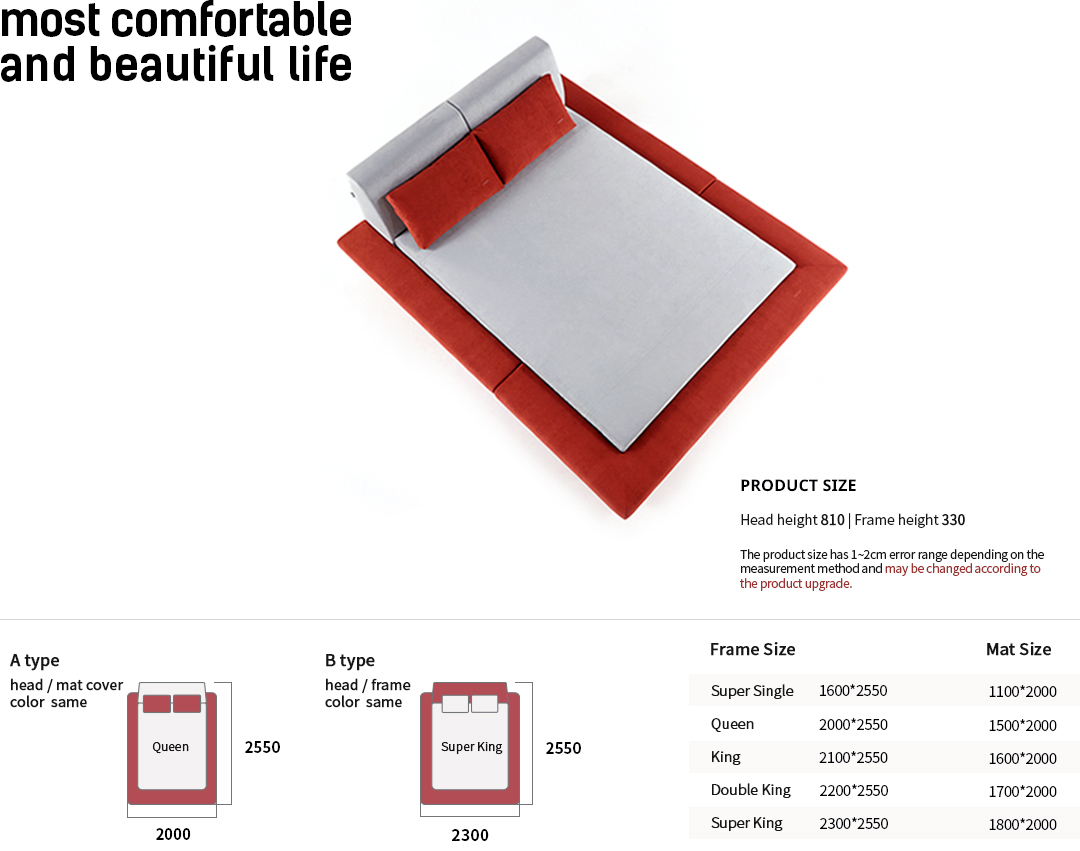 most comfortable
and beautiful life
PRODUCT SIZE
Head height 810 | Frame height 330
The product size has 1~2cm error range depending on the
measurement method and may be changed according to
the product upgrade.
A type
head / mat cover
color same
Queen
2550
2000
B type
head / frame
color same
Super King
2550
2300
Frame Size Mat Size
Super Single 1600*2550 1100*2000
Queen 2000*2550 1500*2000
King 2100*2550 1600*2000
Double King 2200*2550 1700*2000
Super King 2300*2550 1800*2000